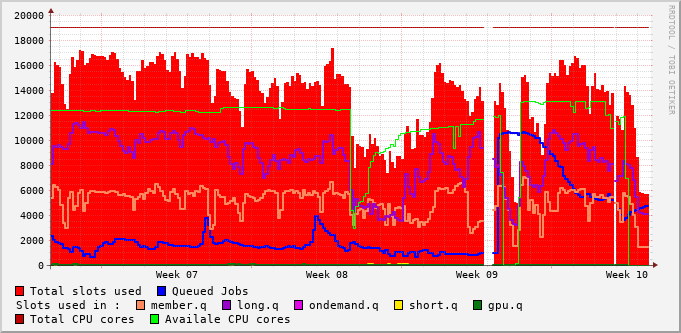 20000
18000
16000
14000
12000
10000
8000
6000
4000
2000
0
Week 07 Week 08 Week 09 Week 10
Total slots used Queued Jobs
Slots used in : member.q long.q ondemand.q short.q gpu.q
Total CPU cores Availale CPU cores
RRDTOOL / TOBI OETIKER